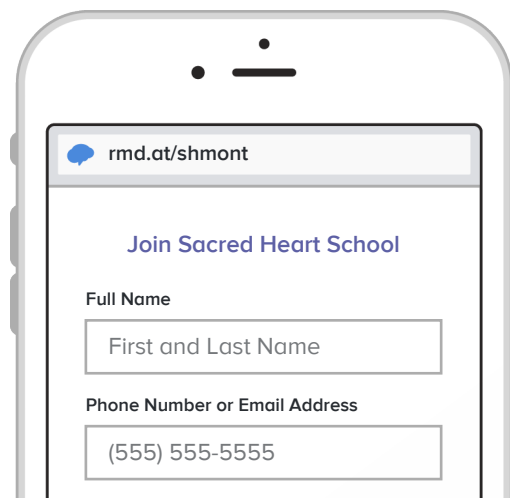 rmd.at/shmont
Join Sacred Heart School
Full Name
First and Last Name
Phone Number or Email Address
(555) 555-5555